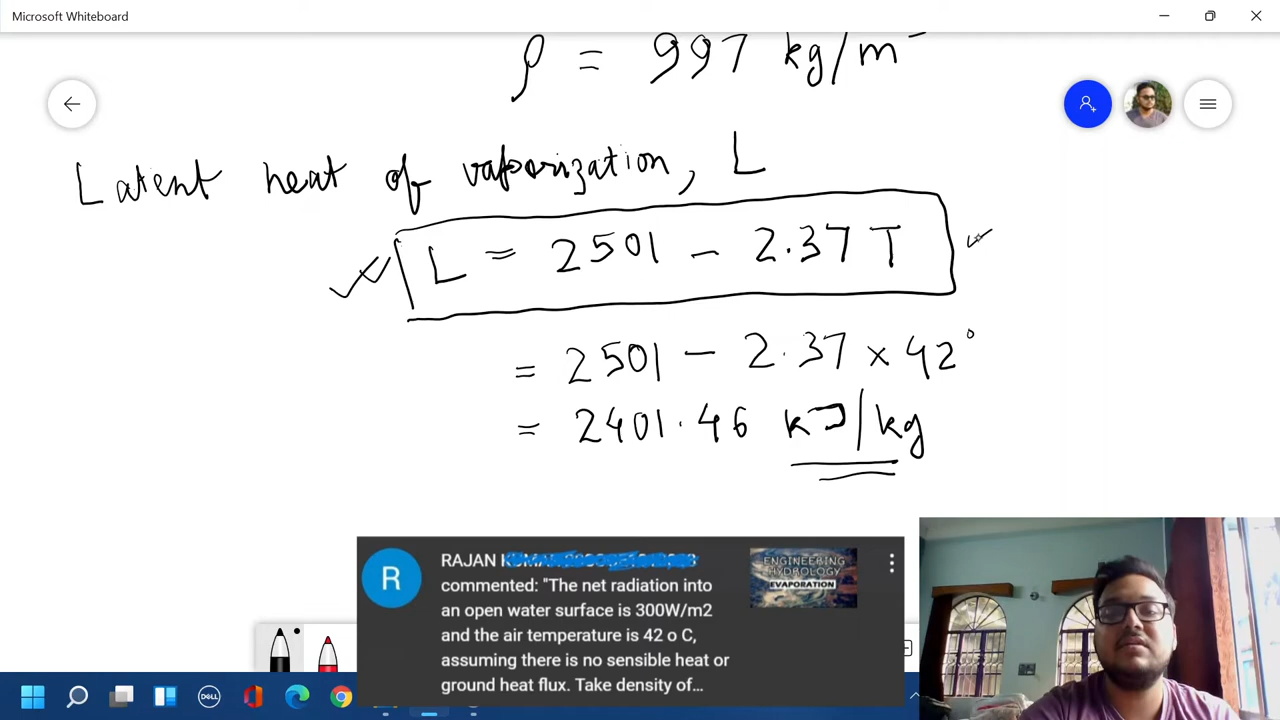 Microsoft Whiteboard
ρ = 997 kg/m
Latent heat of vaporization, L
L = 2501 - 2.37 T
= 2501 - 2.37 × 42°
= 2401.46 kJ/kg
R
RAJAN
commented: "The net radiation into
an open water surface is 300W/m2
and the air temperature is 42 o C,
assuming there is no sensible heat or
ground heat flux. Take density of...
ENGINEERING
HYDROLOGY
EVAPORATION
DELL